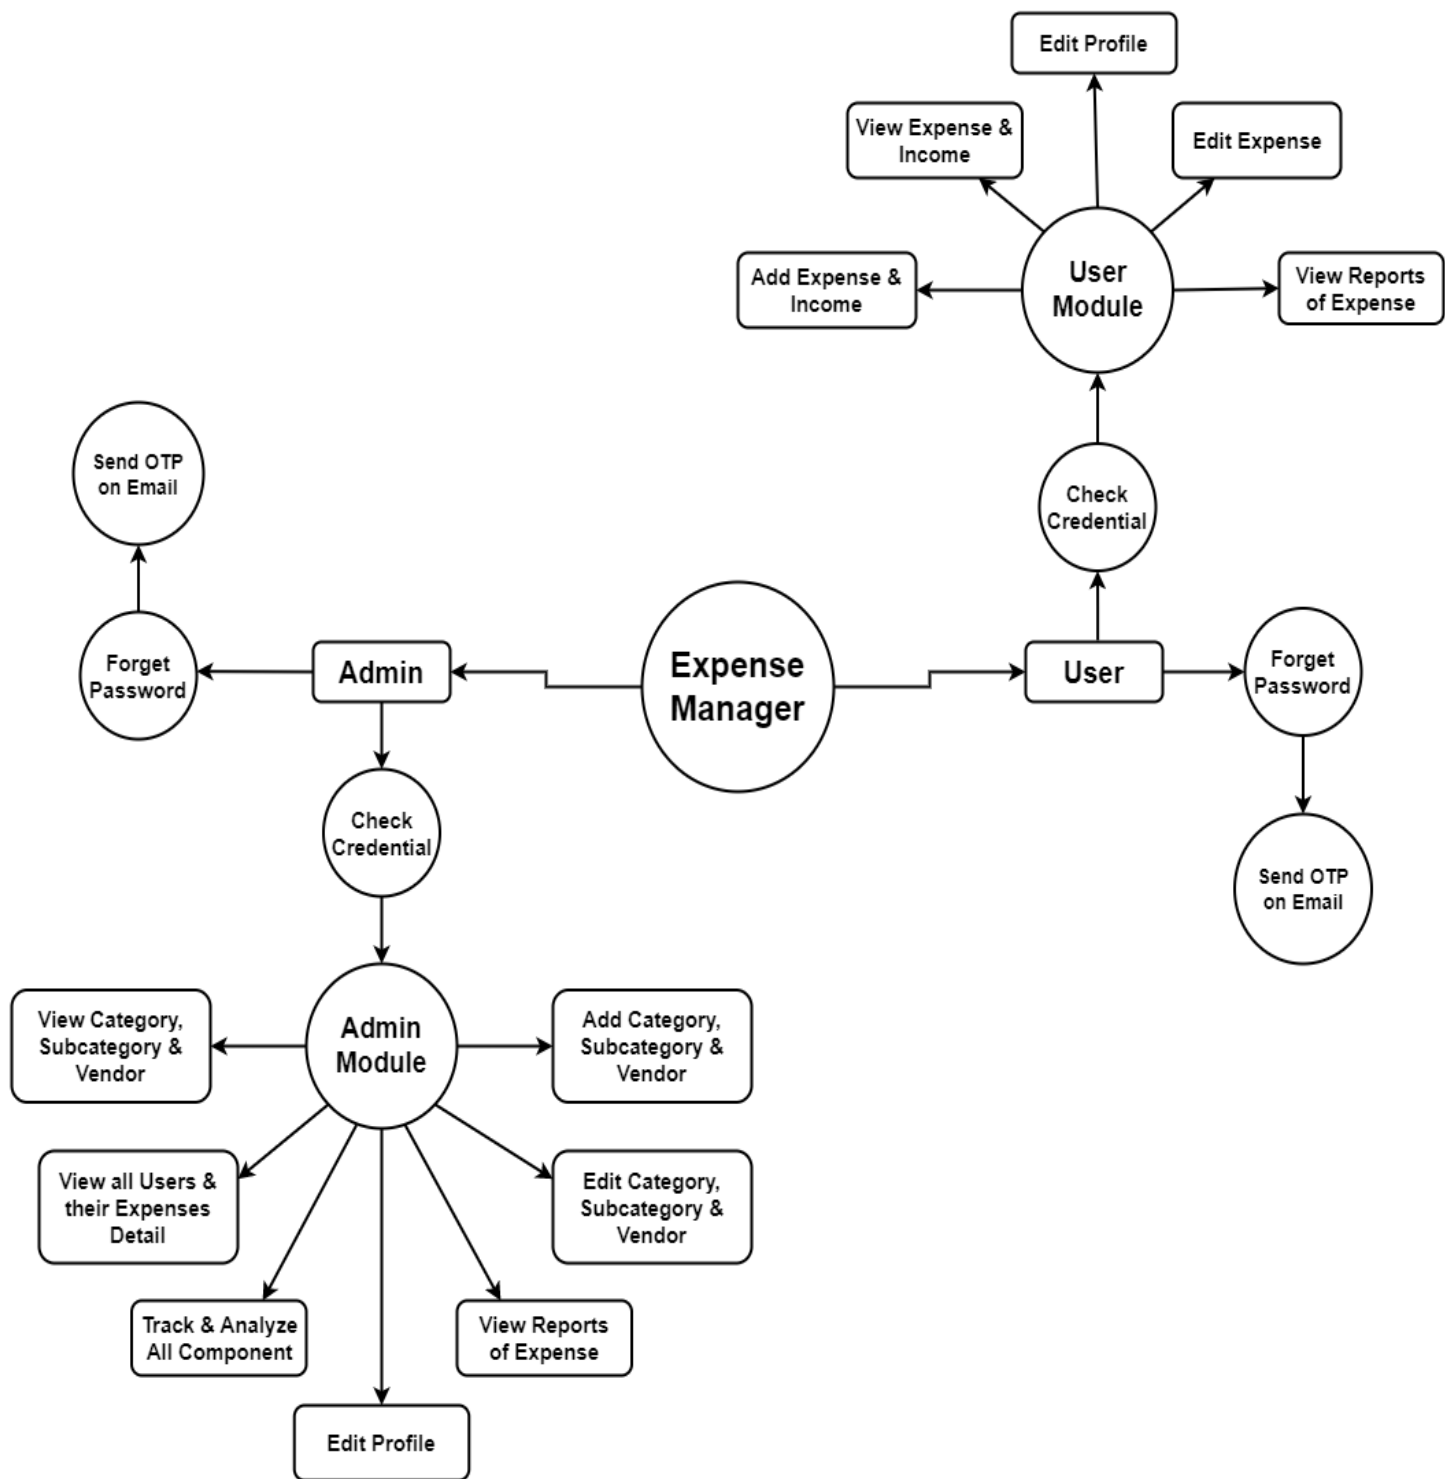 Edit Profile
View Expense &
Income
Edit Expense
Add Expense &
Income
User
Module
View Reports
of Expense
Send OTP
on Email
Check
Credential
Forget
Password
Admin
Expense
Manager
User
Forget
Password
Check
Credential
Send OTP
on Email
View Category,
Subcategory &
Vendor
Admin
Module
Add Category,
Subcategory &
Vendor
View all Users &
their Expenses
Detail
Edit Category,
Subcategory &
Vendor
Track & Analyze
All Component
View Reports
of Expense
Edit Profile